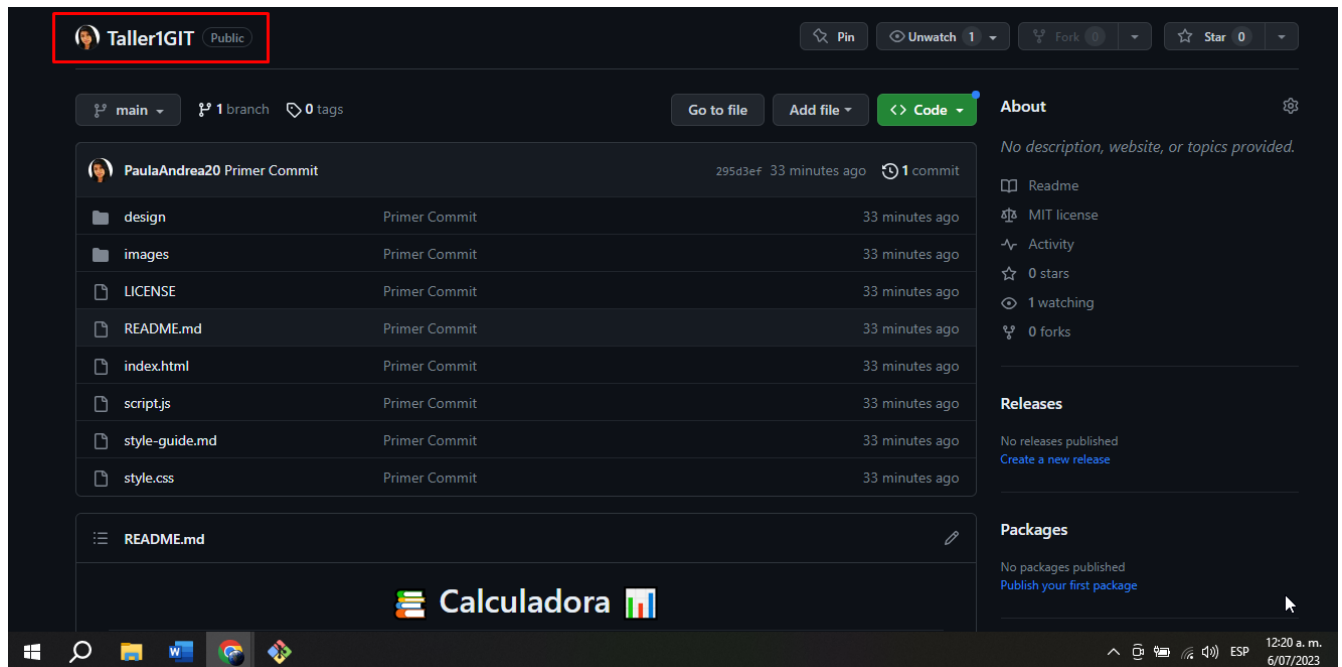 Taller1GIT Public
Pin Unwatch 1 Fork 0 Star 0
main 1 branch 0 tags Go to file Add file <> Code
PaulaAndrea20 Primer Commit 295d3ef 33 minutes ago 1 commit
design Primer Commit 33 minutes ago
images Primer Commit 33 minutes ago
LICENSE Primer Commit 33 minutes ago
README.md Primer Commit 33 minutes ago
index.html Primer Commit 33 minutes ago
script.js Primer Commit 33 minutes ago
style-guide.md Primer Commit 33 minutes ago
style.css Primer Commit 33 minutes ago
README.md
Calculadora
About
No description, website, or topics provided.
Readme
MIT license
Activity
0 stars
1 watching
0 forks
Releases
No releases published
Create a new release
Packages
No packages published
Publish your first package
W ESP 12:20 a. m.
6/07/2023